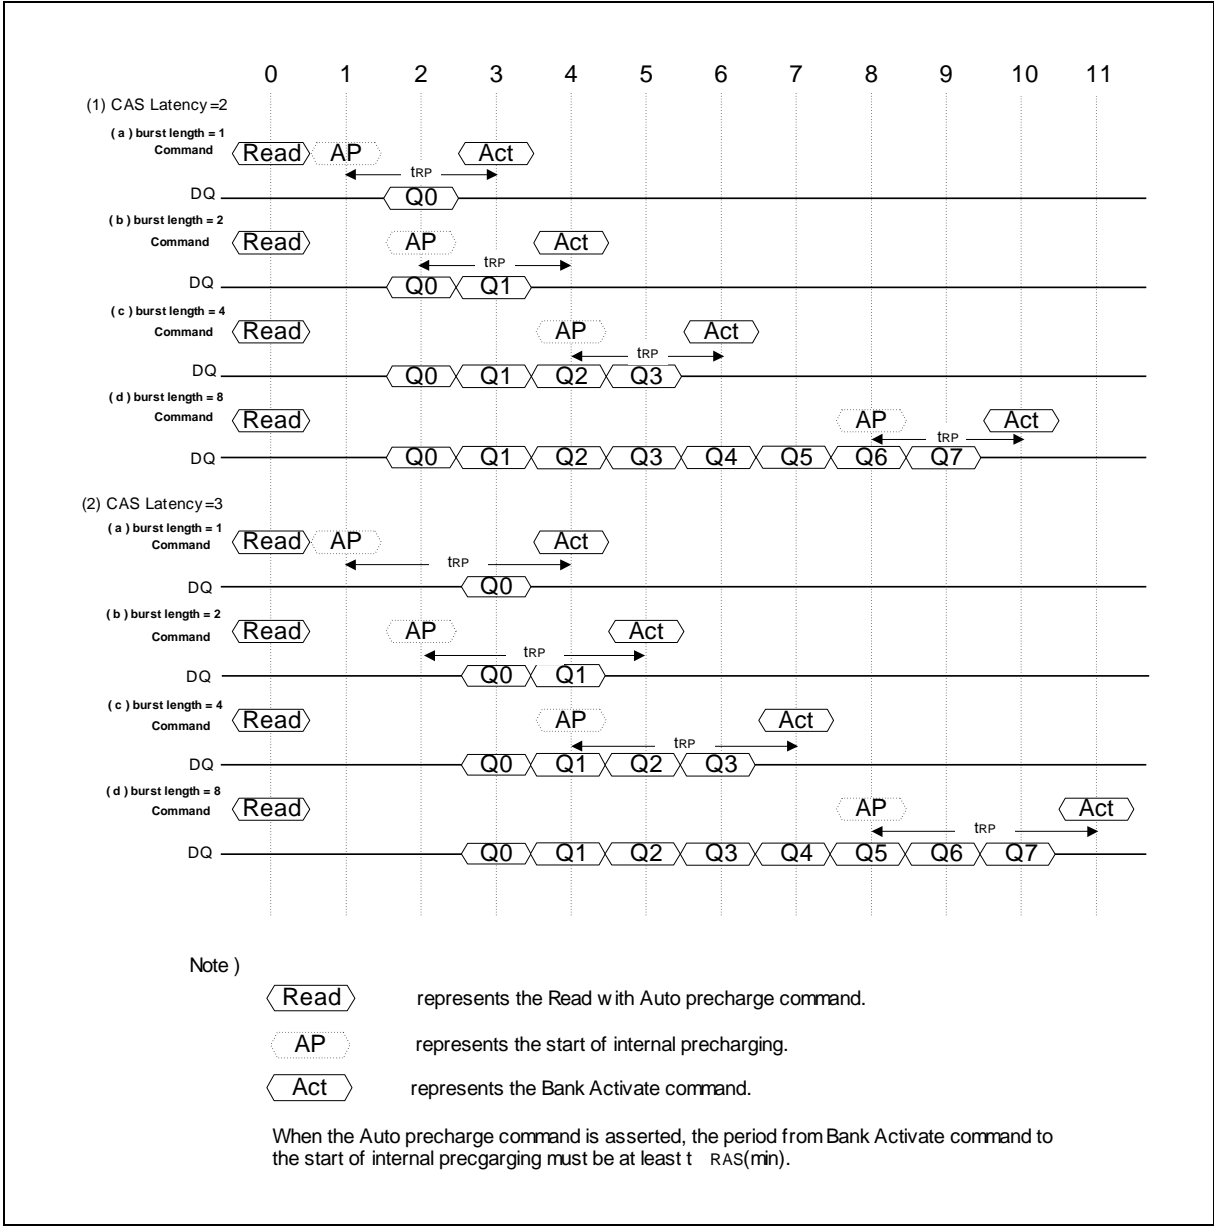 0 1 2 3 4 5 6 7 8 9 10 11
(1) CAS Latency=2
( a ) burst length = 1
Command Read AP Act
tRP
DQ Q0
( b ) burst length = 2
Command Read AP Act
tRP
DQ Q0 Q1
( c ) burst length = 4
Command Read AP Act
tRP
DQ Q0 Q1 Q2 Q3
( d ) burst length = 8
Command Read AP Act
tRP
DQ Q0 Q1 Q2 Q3 Q4 Q5 Q6 Q7
(2) CAS Latency=3
( a ) burst length = 1
Command Read AP Act
tRP
DQ Q0
( b ) burst length = 2
Command Read AP Act
tRP
DQ Q0 Q1
( c ) burst length = 4
Command Read AP Act
tRP
DQ Q0 Q1 Q2 Q3
( d ) burst length = 8
Command Read AP Act
tRP
DQ Q0 Q1 Q2 Q3 Q4 Q5 Q6 Q7
Note )
Read represents the Read with Auto precharge command.
AP represents the start of internal precharging.
Act represents the Bank Activate command.
When the Auto precharge command is asserted, the period from Bank Activate command to
the start of internal precgarging must be at least t RAS(min).